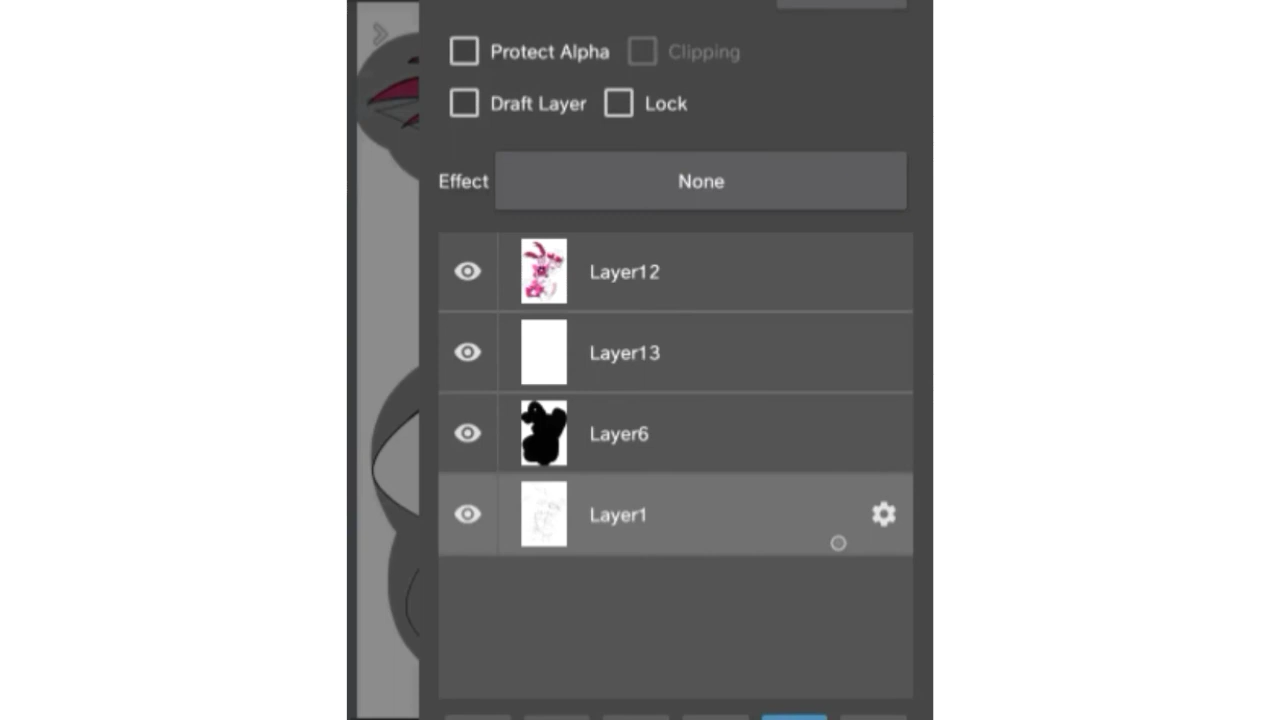 Protect Alpha Clipping
Draft Layer Lock
Effect None
Layer12
Layer13
Layer6
Layer1